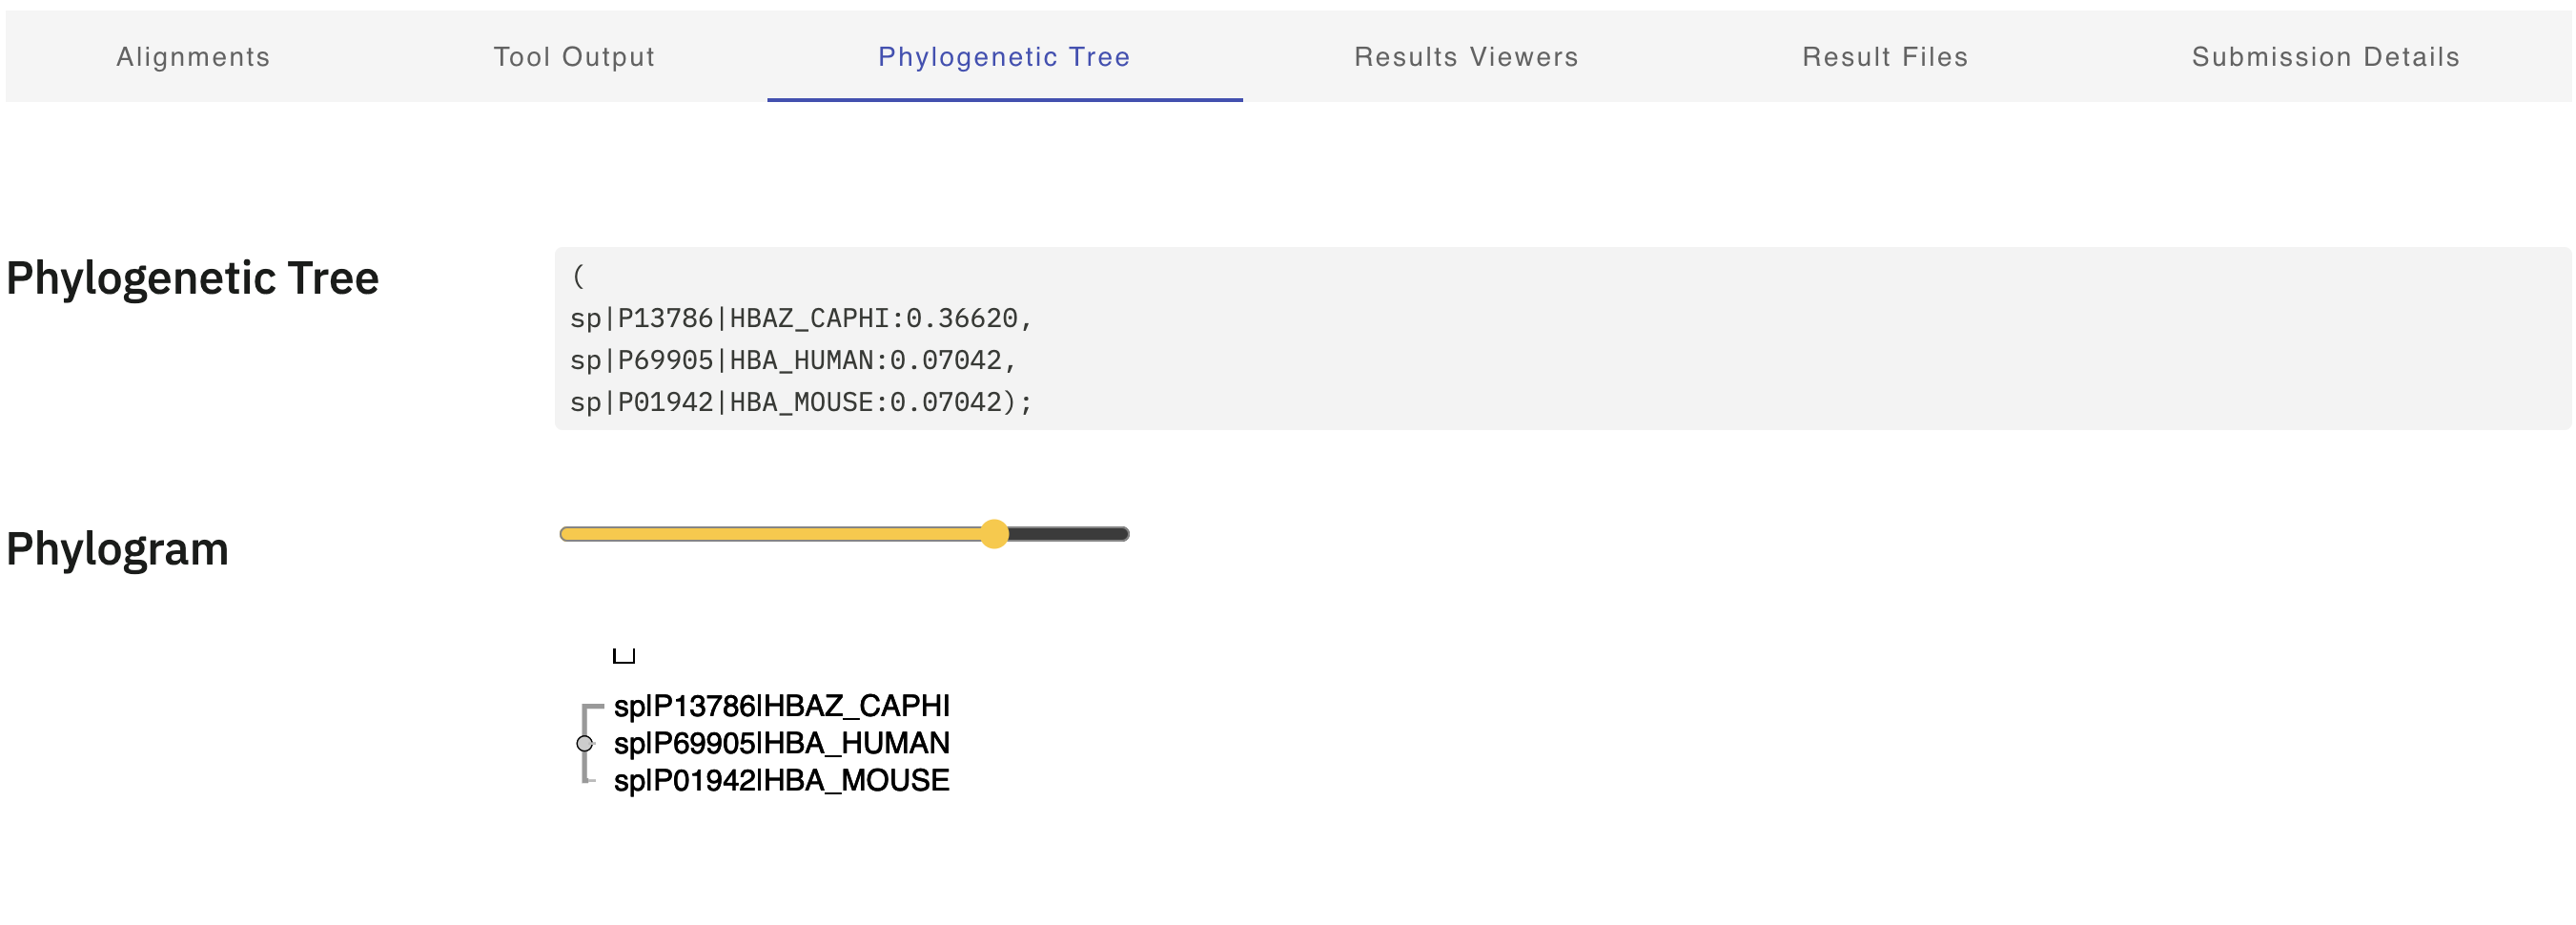 Alignments Tool Output Phylogenetic Tree Results Viewers Result Files Submission Details
Phylogenetic Tree
(
sp|P13786|HBAZ_CAPHI:0.36620,
sp|P69905|HBA_HUMAN:0.07042,
sp|P01942|HBA_MOUSE:0.07042);
Phylogram
sp|P13786|HBAZ_CAPHI
sp|P69905|HBA_HUMAN
sp|P01942|HBA_MOUSE